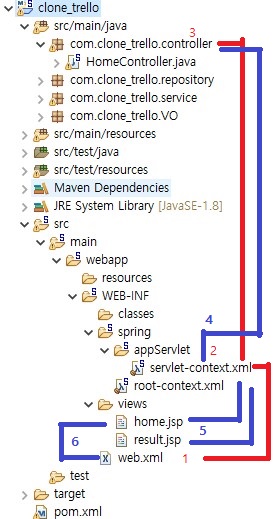 clone_trello
src/main/java
3
com.clone_trello.controller
HomeController.java
com.clone_trello.repository
com.clone_trello.service
com.clone_trello.VO
src/main/resources
src/test/java
src/test/resources
Maven Dependencies
JRE System Library [JavaSE-1.8]
src
main
webapp
resources
WEB-INF
classes
spring
4
appServlet
2
servlet-context.xml
root-context.xml
views
home.jsp
5
result.jsp
6
web.xml
1
test
target
pom.xml